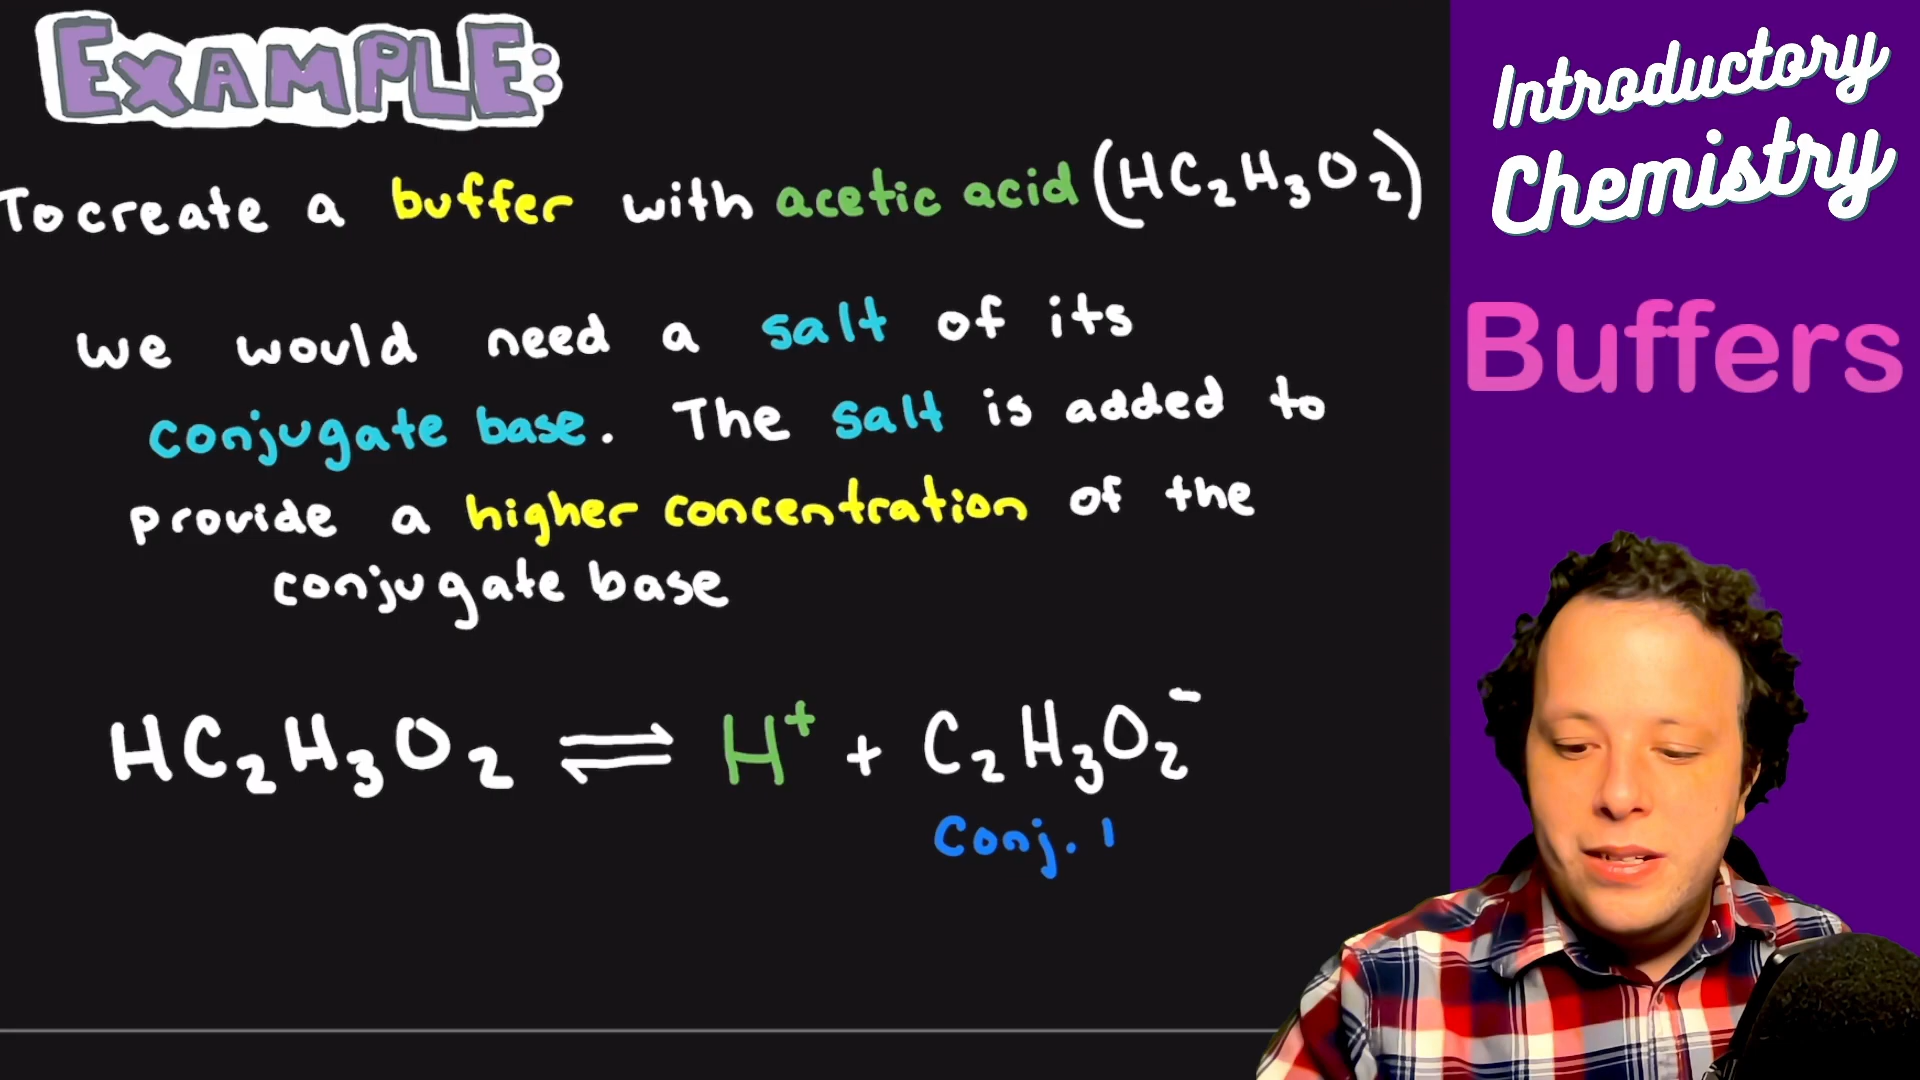 EXAMPLE:
To create a buffer with acetic acid (HC₂H₃O₂)
we would need a salt of its
conjugate base. The salt is added to
provide a higher concentration of the
conjugate base
HC₂H₃O₂ ⇌ H⁺ + C₂H₃O₂⁻
Conj.
Introductory
Chemistry
Buffers